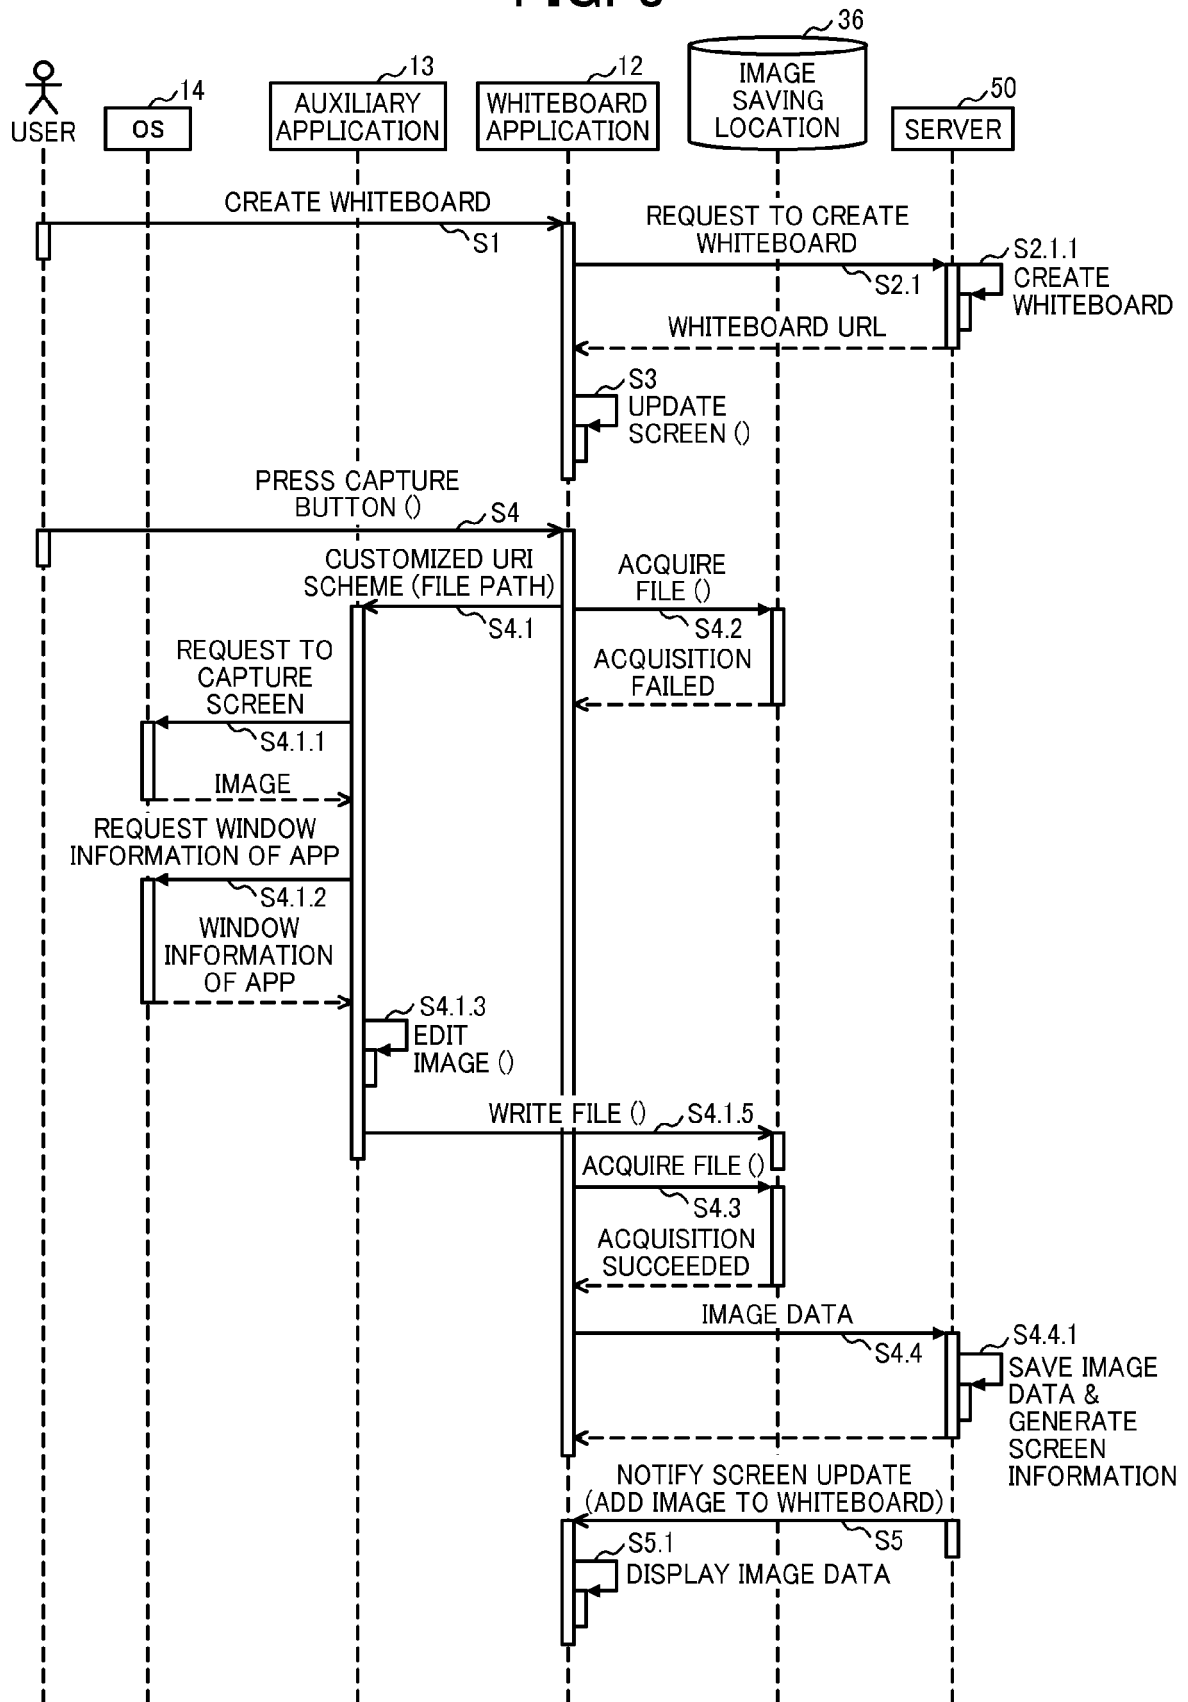 36
13
12
14
50
IMAGE
SAVING
LOCATION
AUXILIARY
APPLICATION
WHITEBOARD
APPLICATION
USER
OS
SERVER
CREATE WHITEBOARD
S1
REQUEST TO CREATE
WHITEBOARD
S2.1
S2.1.1
CREATE
WHITEBOARD
WHITEBOARD URL
S3
UPDATE
SCREEN ()
PRESS CAPTURE
BUTTON ()
S4
CUSTOMIZED URI
SCHEME (FILE PATH)
S4.1
ACQUIRE
FILE ()
S4.2
REQUEST TO
CAPTURE
SCREEN
S4.1.1
ACQUISITION
FAILED
IMAGE
REQUEST WINDOW
INFORMATION OF APP
S4.1.2
WINDOW
INFORMATION
OF APP
S4.1.3
EDIT
IMAGE ()
WRITE FILE ()
S4.1.5
ACQUIRE FILE ()
S4.3
ACQUISITION
SUCCEEDED
IMAGE DATA
S4.4
S4.4.1
SAVE IMAGE
DATA &
GENERATE
SCREEN
INFORMATION
NOTIFY SCREEN UPDATE
(ADD IMAGE TO WHITEBOARD)
S5
S5.1
DISPLAY IMAGE DATA